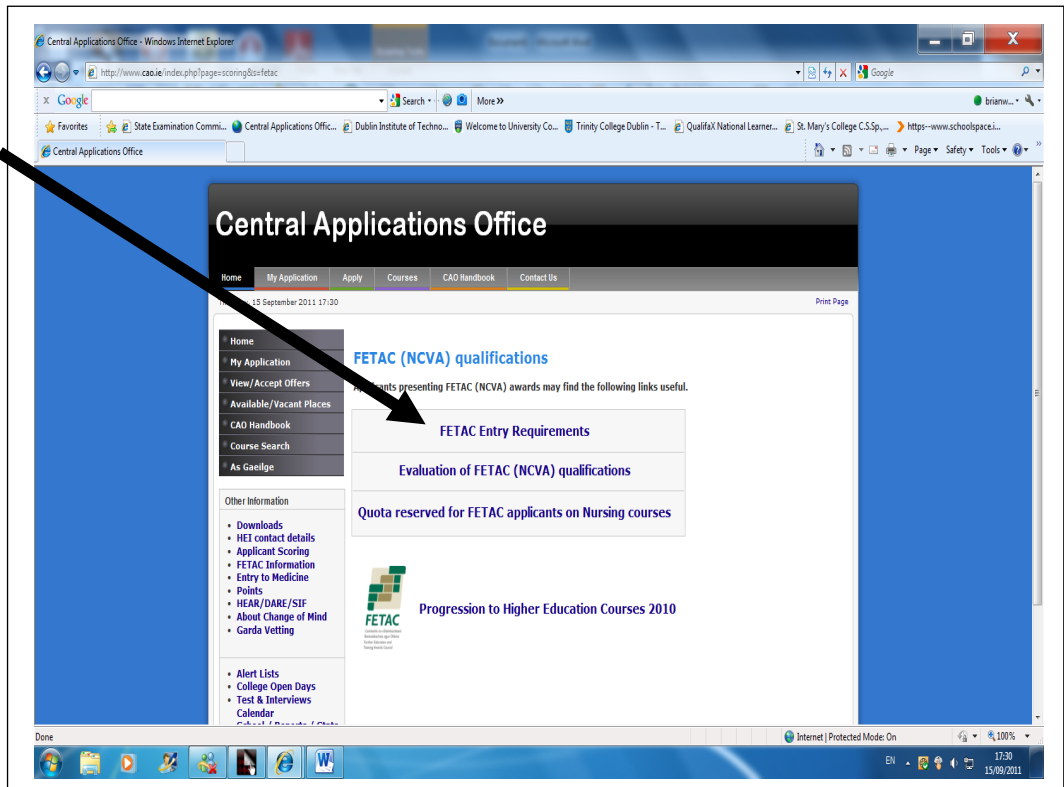 Central Applications Office - Windows Internet Explorer
http://www.cao.ie/index.php?page=scoring&s=fetac
Google
x Google
Search
More »
brianw...
Favorites
State Examination Commi...
Central Applications Offic...
Dublin Institute of Techno...
Welcome to University Co...
Trinity College Dublin - T...
QualifaX National Learner...
St. Mary's College C.S.Sp.,...
https--www.schoolspace.i...
Central Applications Office
Page
Safety
Tools
Central Applications Office
Home
My Application
Apply
Courses
CAO Handbook
Contact Us
15 September 2011 17:30
Print Page
Home
My Application
View/Accept Offers
Available/Vacant Places
CAO Handbook
Course Search
As Gaeilge
Other Information
• Downloads
• HEI contact details
• Applicant Scoring
• FETAC Information
• Entry to Medicine
• Points
• HEAR/DARE/SIF
• About Change of Mind
• Garda Vetting
• Alert Lists
• College Open Days
• Test & Interviews
Calendar
FETAC (NCVA) qualifications
presenting FETAC (NCVA) awards may find the following links useful.
FETAC Entry Requirements
Evaluation of FETAC (NCVA) qualifications
Quota reserved for FETAC applicants on Nursing courses
FETAC
Progression to Higher Education Courses 2010
Done
Internet | Protected Mode: On
100%
EN
17:30
15/09/2011